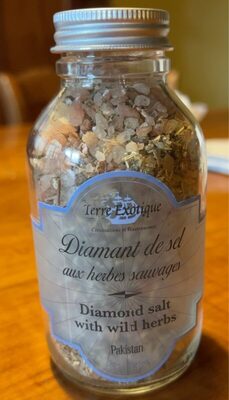 Terre Exotique
Diamant de sel
aux herbes sauvages
Diamond salt
with wild herbs
Pakistan